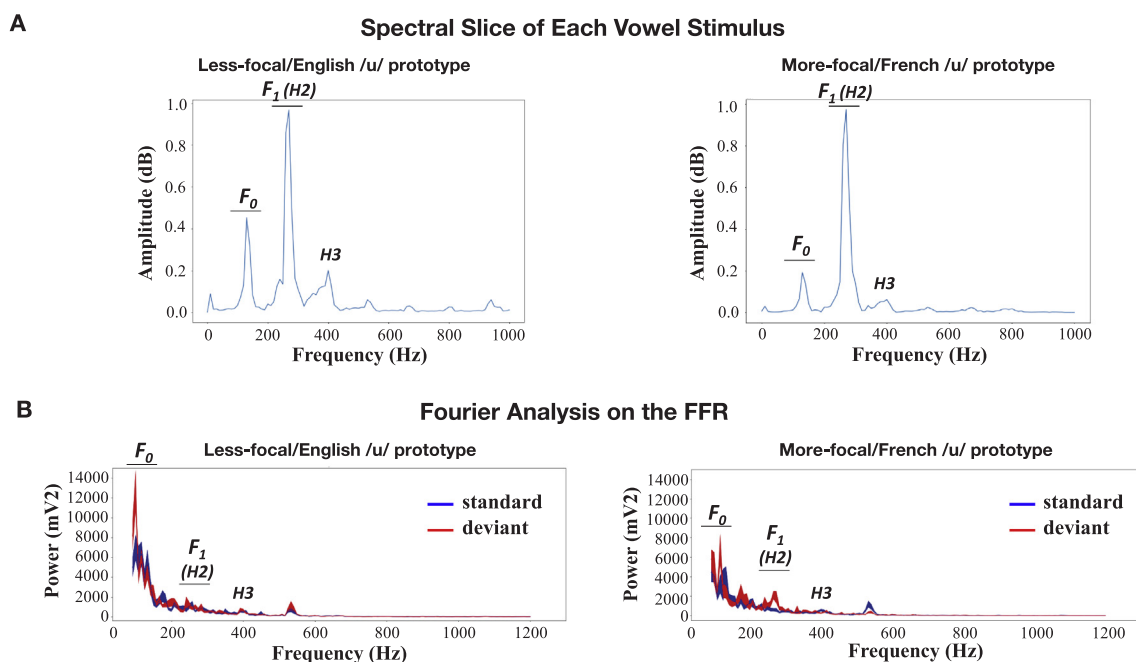 A
Spectral Slice of Each Vowel Stimulus
Less-focal/English /u/ prototype
F1 (H2)
1.0
0.8
0.6
0.4
0.2
0.0
Amplitude (dB)
F0
H3
0
200
400
600
800
1000
Frequency (Hz)
More-focal/French /u/ prototype
F1 (H2)
1.0
0.8
0.6
0.4
0.2
0.0
Amplitude (dB)
F0
H3
0
200
400
600
800
1000
Frequency (Hz)
B
Fourier Analysis on the FFR
Less-focal/English /u/ prototype
F0
14000
12000
10000
8000
6000
4000
2000
0
Power (mV2)
standard
deviant
F1
(H2)
H3
0
200
400
600
800
1000
1200
Frequency (Hz)
More-focal/French /u/ prototype
14000
12000
10000
8000
6000
4000
2000
0
Power (mV2)
F0
F1
(H2)
H3
standard
deviant
0
200
400
600
800
1000
1200
Frequency (Hz)